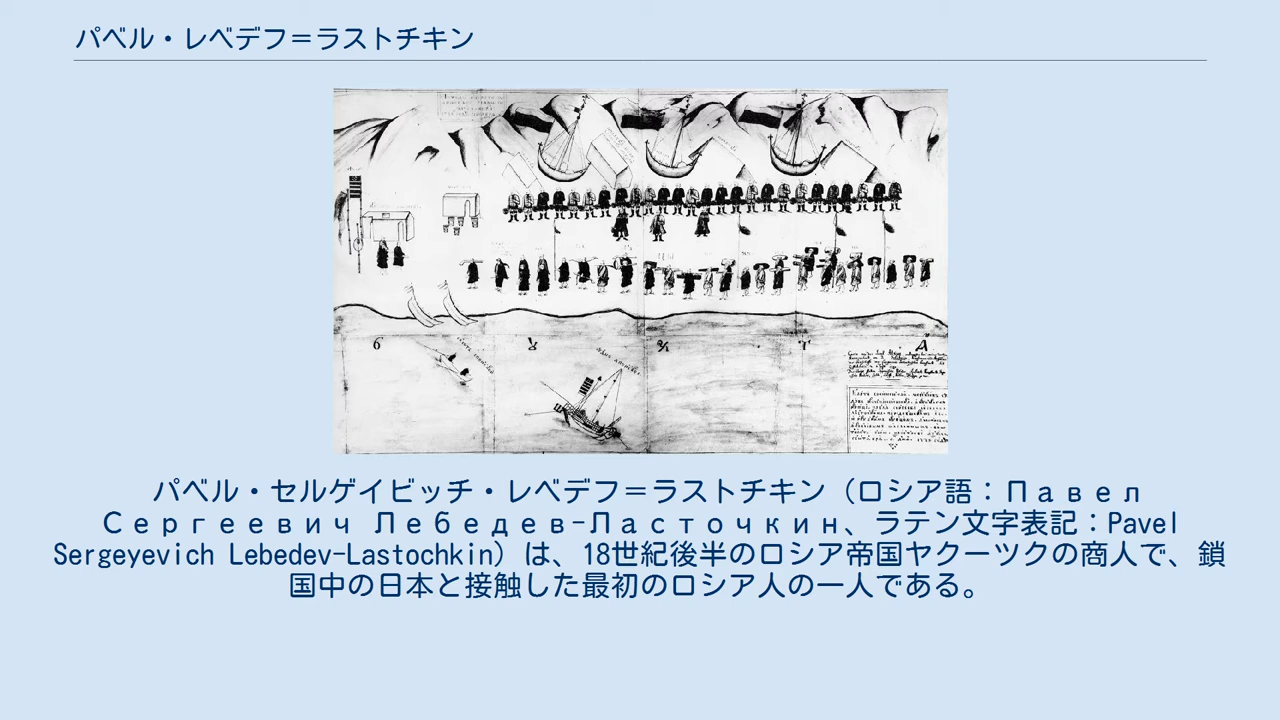 パベル・レベデフ＝ラストチキン
パベル・セルゲイビッチ・レベデフ＝ラストチキン（ロシア語：Павел
Сергеевич Лебедев-Ласточкин、ラテン文字表記：Pavel
Sergeyevich Lebedev-Lastochkin）は、18世紀後半のロシア帝国ヤクーツクの商人で、鎖
国中の日本と接触した最初のロシア人の一人である。